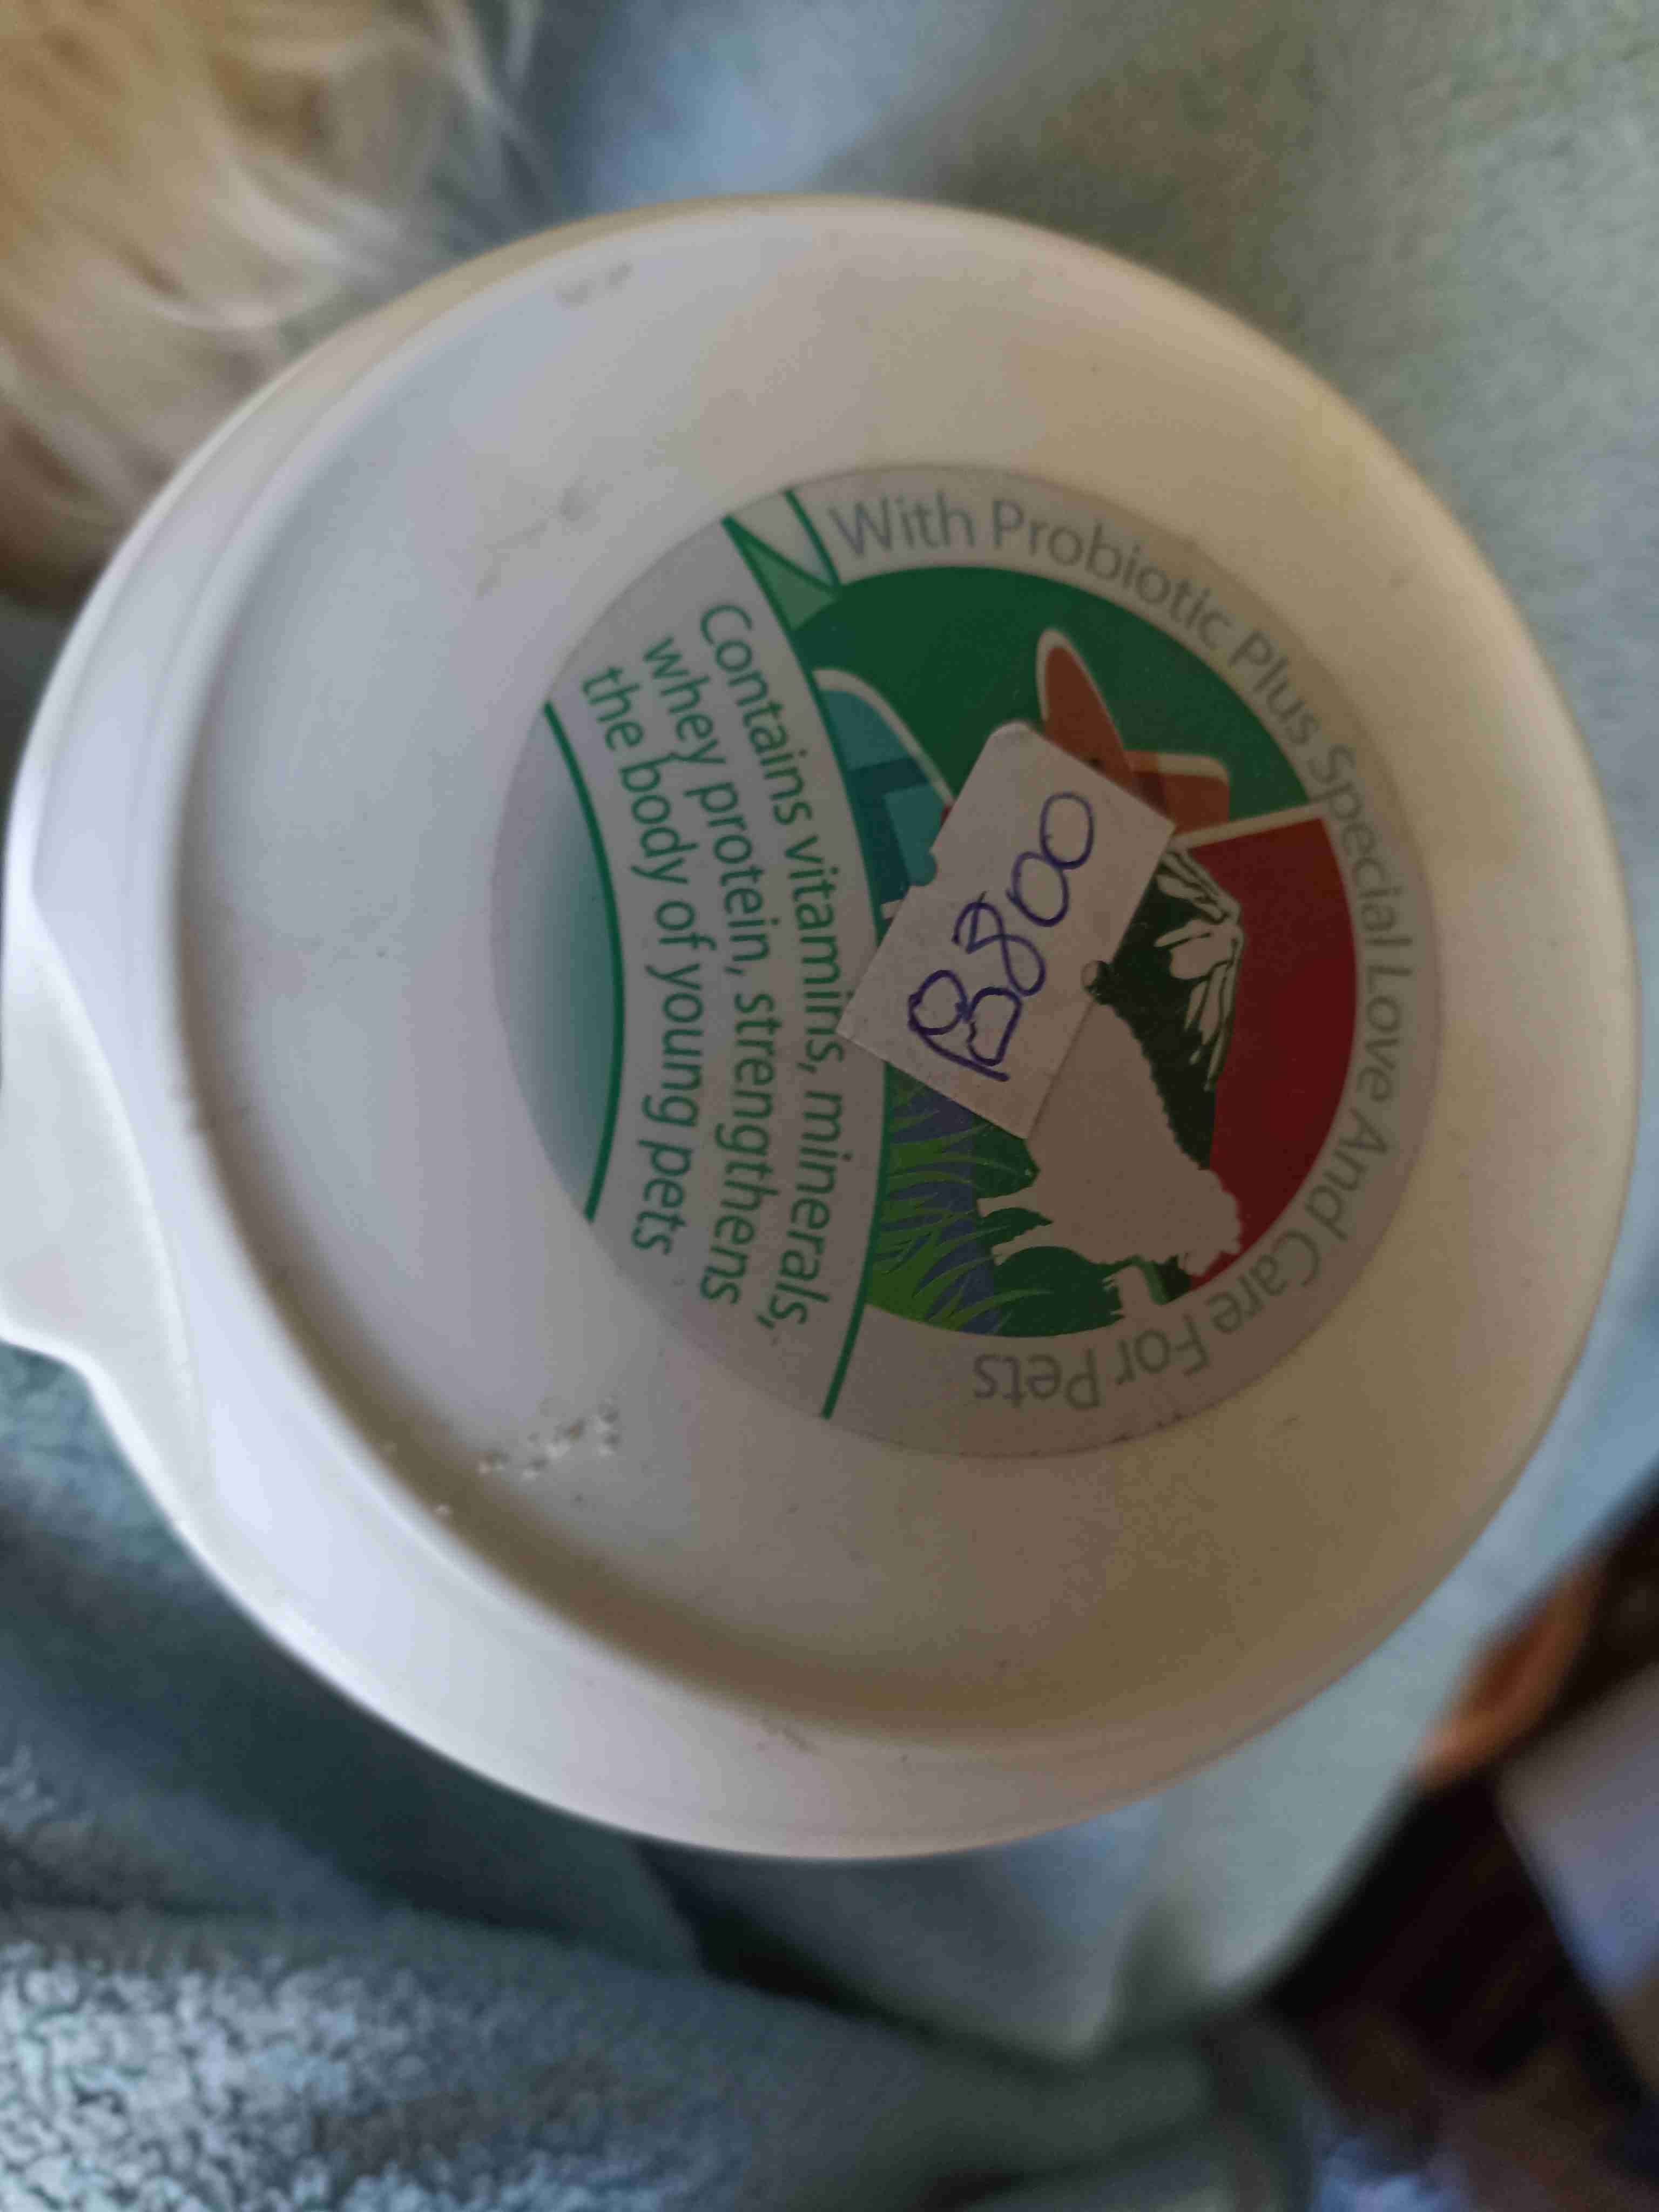 With Probiotic Plus Special Love And Care For Pets
B800
Contains vitamins, minerals,
whey protein, strengthens
the body of young pets